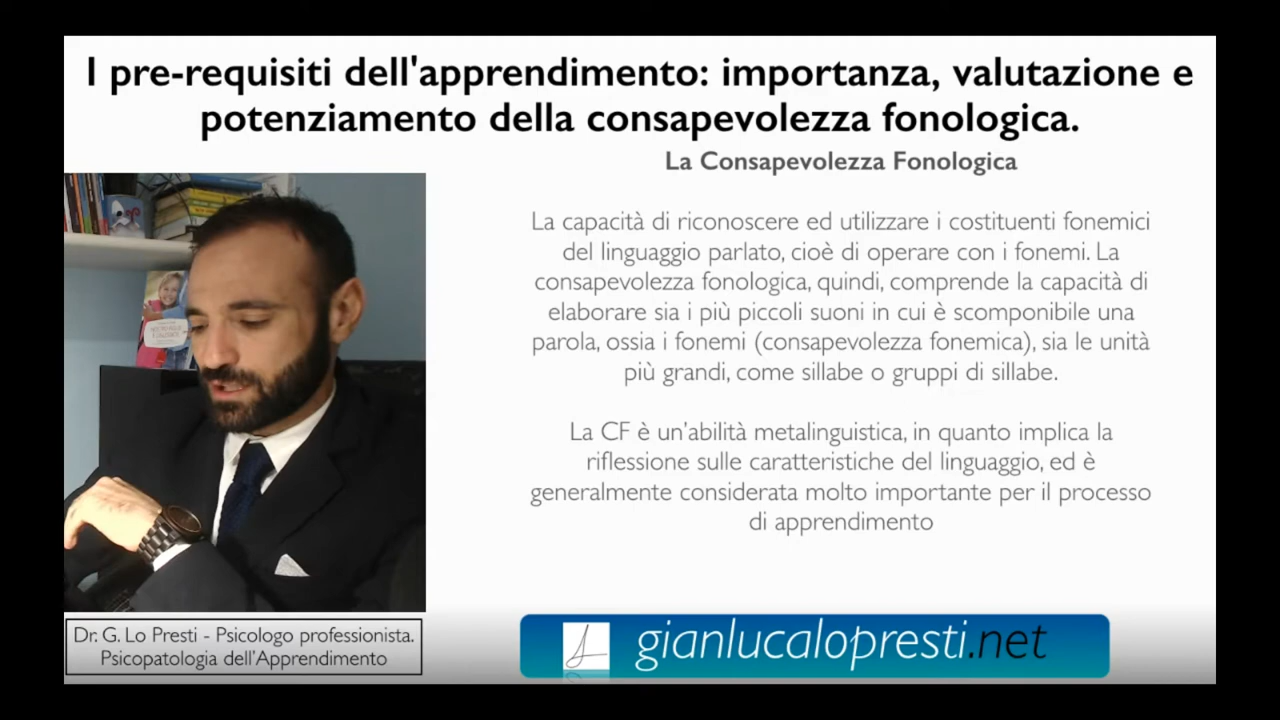 I pre-requisiti dell'apprendimento: importanza, valutazione e
potenziamento della consapevolezza fonologica.
La Consapevolezza Fonologica
La capacità di riconoscere ed utilizzare i costituenti fonemici
del linguaggio parlato, cioè di operare con i fonemi. La
consapevolezza fonologica, quindi, comprende la capacità di
elaborare sia i più piccoli suoni in cui è scomponibile una
parola, ossia i fonemi (consapevolezza fonemica), sia le unità
più grandi, come sillabe o gruppi di sillabe.
La CF è un'abilità metalinguistica, in quanto implica la
riflessione sulle caratteristiche del linguaggio, ed è
generalmente considerata molto importante per il processo
di apprendimento
Dr. G. Lo Presti - Psicologo professionista.
Psicopatologia dell'Apprendimento
gianlucalopresti.net